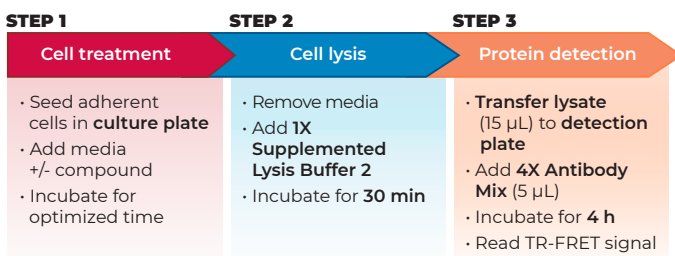 STEP 1
Cell treatment
· Seed adherent
cells in culture plate
· Add media
+/- compound
· Incubate for
optimized time
STEP 2
Cell lysis
· Remove media
· Add 1X
Supplemented
Lysis Buffer 2
· Incubate for 30 min
STEP 3
Protein detection
· Transfer lysate
(15 µL) to detection
plate
· Add 4X Antibody
Mix (5 µL)
· Incubate for 4 h
· Read TR-FRET signal